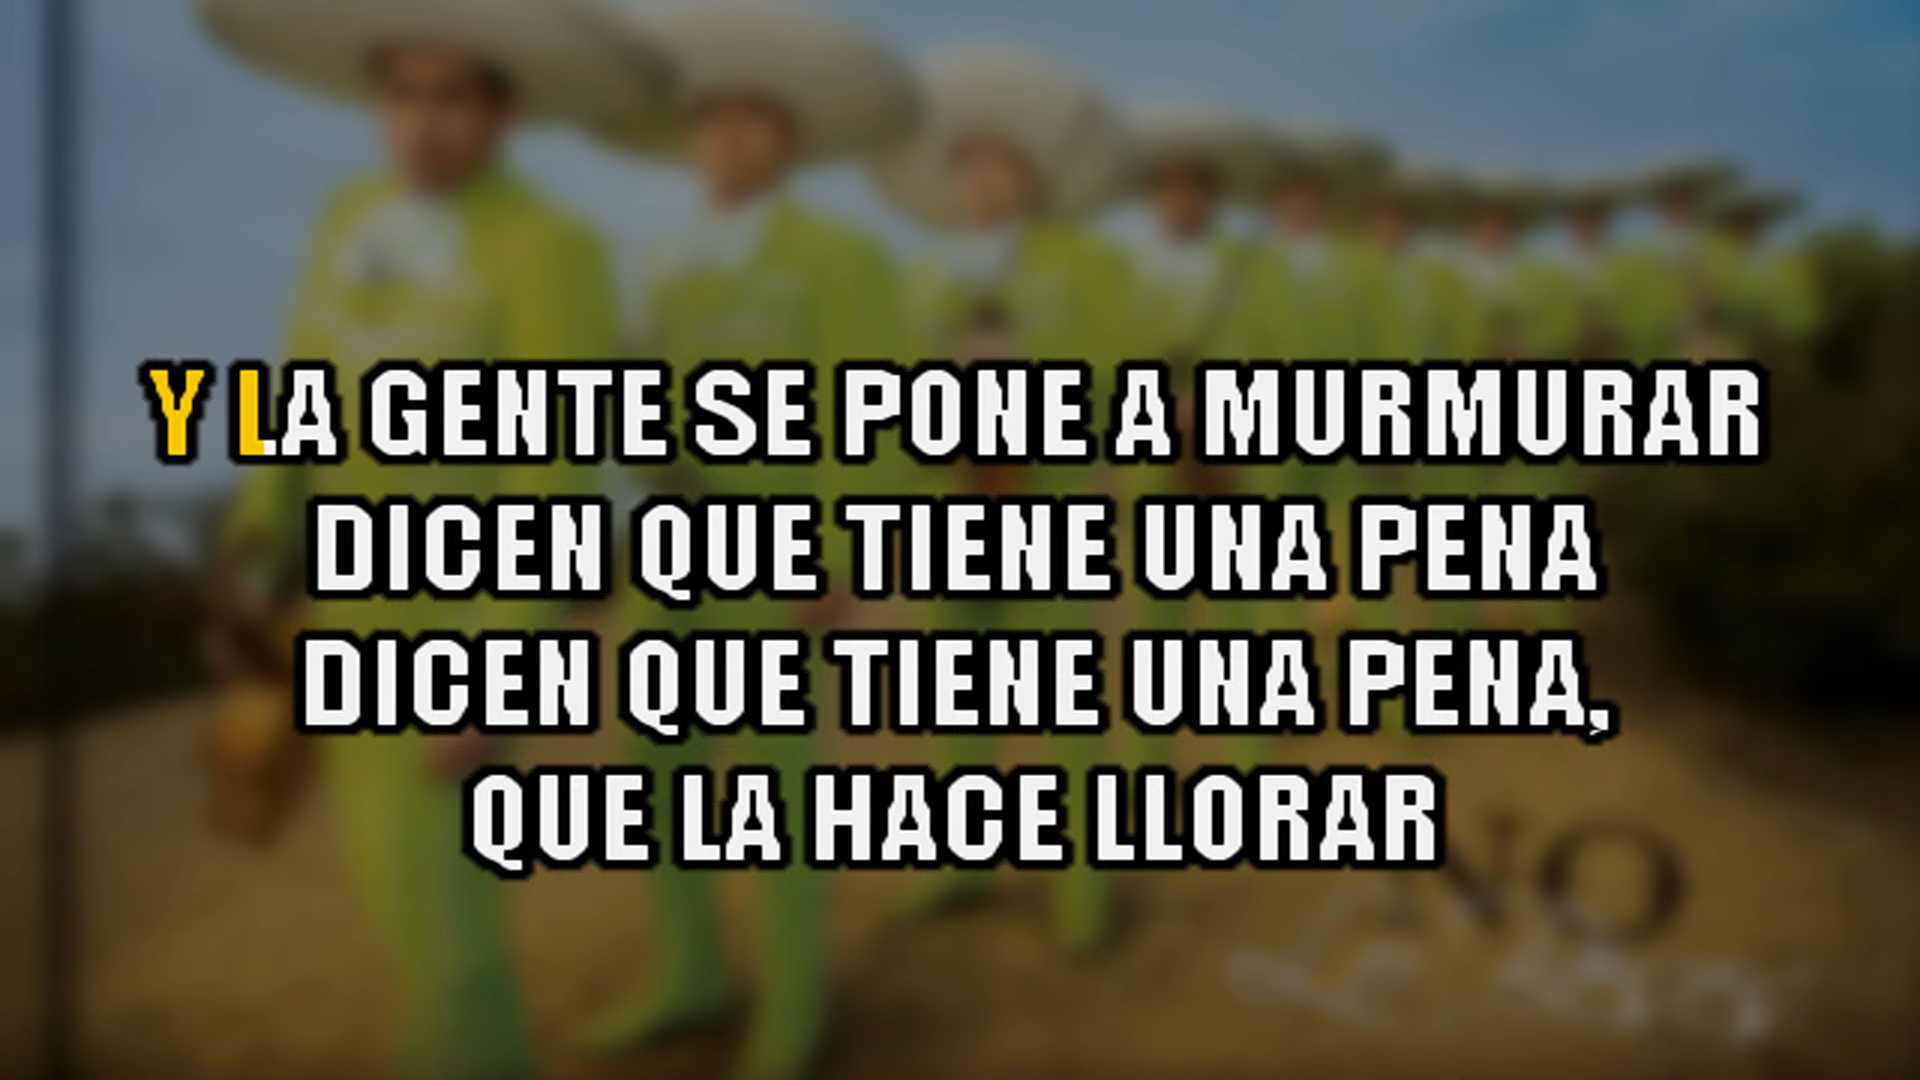 Y LA GENTE SE PONE A MURMURAR
DICEN QUE TIENE UNA PENA
DICEN QUE TIENE UNA PENA,
QUE LA HACE LLORAR
NO